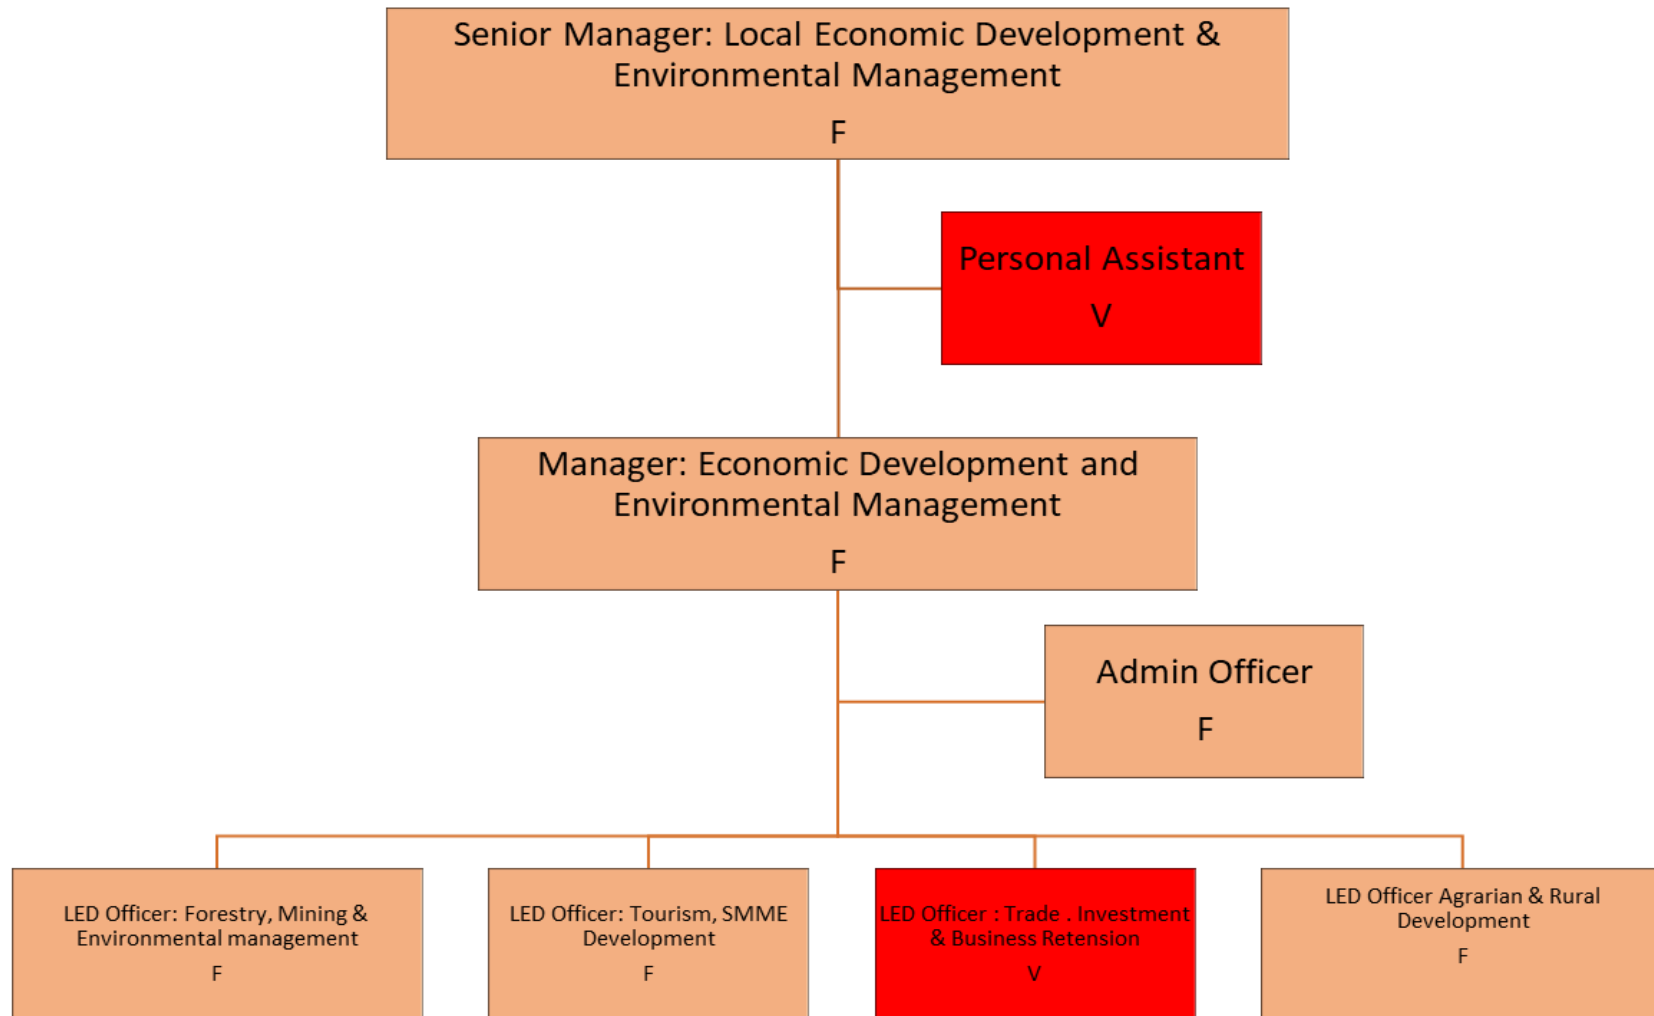 Senior Manager: Local Economic Development &
Environmental Management
F
Personal Assistant
V
Manager: Economic Development and
Environmental Management
F
Admin Officer
F
LED Officer: Forestry, Mining &
Environmental management
F
LED Officer: Tourism, SMME
Development
F
LED Officer : Trade . Investment
& Business Retension
V
LED Officer Agrarian & Rural
Development
F